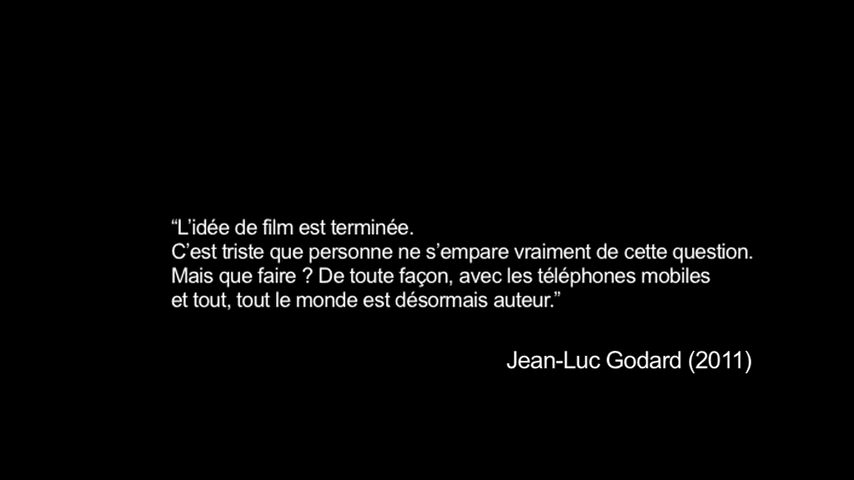 “L’idée de film est terminée.
C’est triste que personne ne s’empare vraiment de cette question.
Mais que faire ? De toute façon, avec les téléphones mobiles
et tout, tout le monde est désormais auteur.”
Jean-Luc Godard (2011)